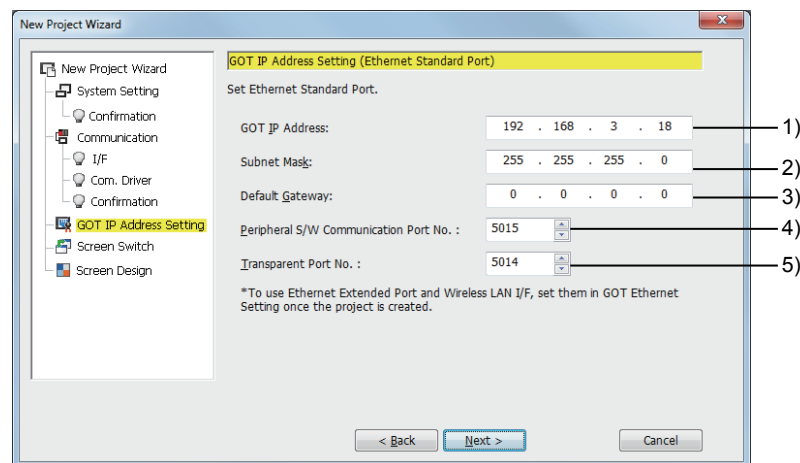 New Project Wizard
New Project Wizard
System Setting
Confirmation
Communication
I/F
Com. Driver
Confirmation
GOT IP Address Setting
Screen Switch
Screen Design
GOT IP Address Setting (Ethernet Standard Port)
Set Ethernet Standard Port.
GOT IP Address: 192 . 168 . 3 . 18 1)
Subnet Mask: 255 . 255 . 255 . 0 2)
Default Gateway: 0 . 0 . 0 . 0 3)
Peripheral S/W Communication Port No. : 5015 4)
Transparent Port No. : 5014 5)
*To use Ethernet Extended Port and Wireless LAN I/F, set them in GOT Ethernet
Setting once the project is created.
< Back Next > Cancel